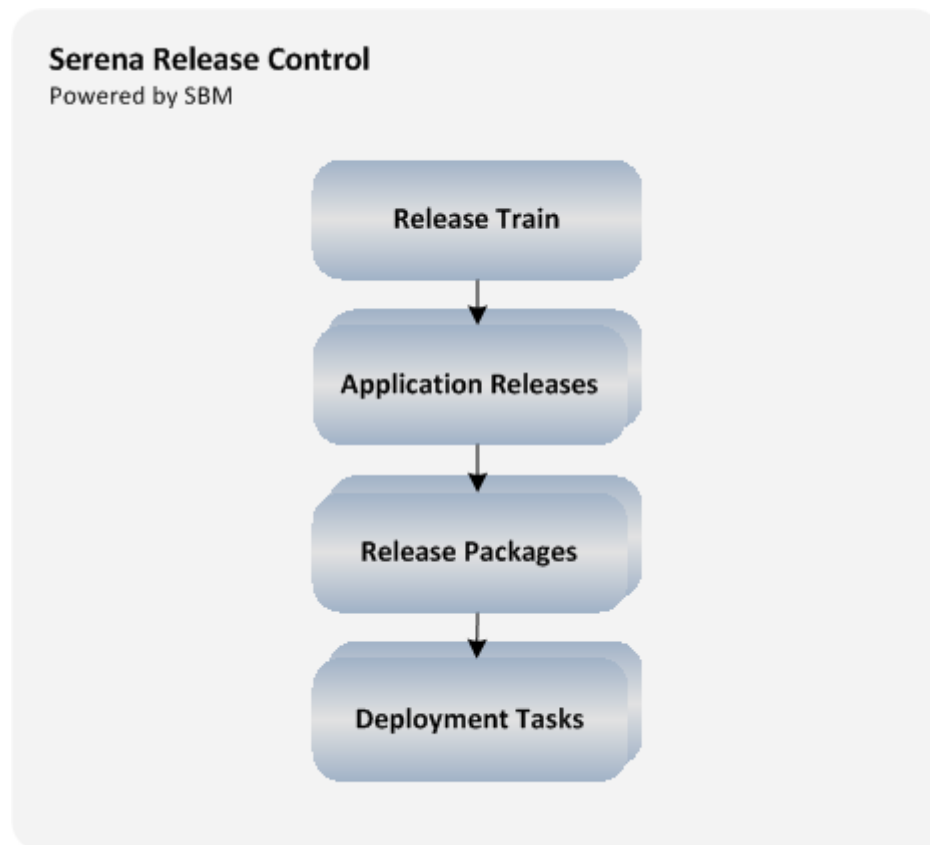 Serena Release Control
Powered by SBM
Release Train
Application Releases
Release Packages
Deployment Tasks